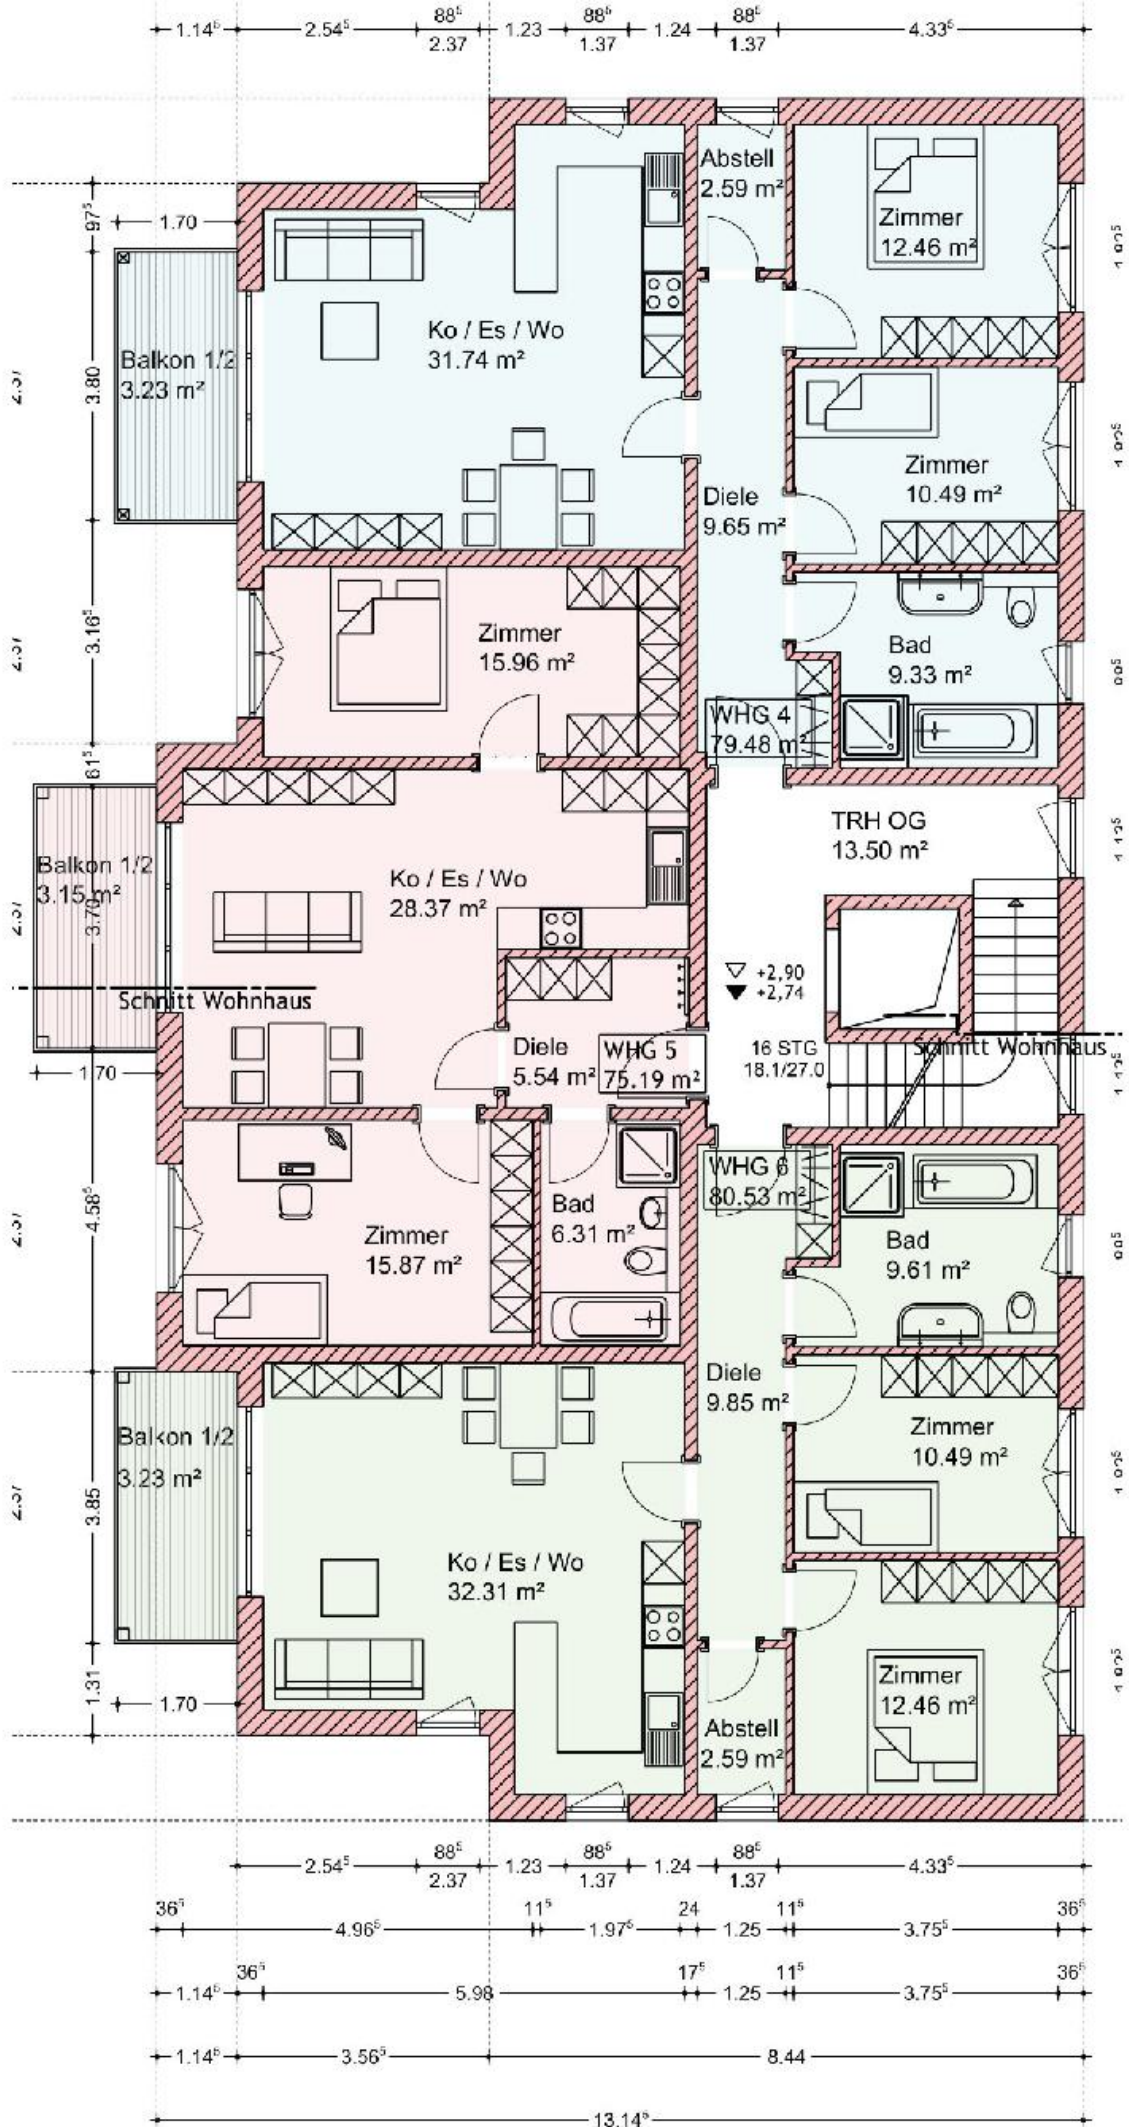 1.14⁵ 2.54⁵ 88⁵ 1.23 88⁵ 1.24 88⁵ 4.33⁵
2.37 1.37 1.37
97⁵
1.70
Abstell
2.59 m²
Zimmer
12.46 m²
Ko / Es / Wo
31.74 m²
Balkon 1/2
3.23 m²
3.80
Zimmer
10.49 m²
Diele
9.65 m²
3.16⁵
Zimmer
15.96 m²
Bad
9.33 m²
WHG 4
79.48 m²
61⁵
TRH OG
13.50 m²
Balkon 1/2
3.15 m²
3.70
Ko / Es / Wo
28.37 m²
+2,90
+2,74
Schnitt Wohnhaus
Schnitt Wohnhaus
1.70
Diele
5.54 m²
WHG 5
75.19 m²
16 STG
18.1/27.0
WHG 6
80.53 m²
4.58⁵
Zimmer
15.87 m²
Bad
6.31 m²
Bad
9.61 m²
Diele
9.85 m²
Balkon 1/2
3.23 m²
3.85
Zimmer
10.49 m²
Ko / Es / Wo
32.31 m²
1.31
1.70
Zimmer
12.46 m²
Abstell
2.59 m²
2.54⁵ 88⁵ 1.23 88⁵ 1.24 88⁵ 4.33⁵
2.37 1.37 1.37
36⁵ 11⁵ 24 11⁵ 36⁵
4.96⁵ 1.97⁵ 1.25 3.75⁵
36⁵ 17⁵ 11⁵ 36⁵
1.14⁵ 5.98 1.25 3.75⁵
1.14⁵ 3.56⁵ 8.44
13.14⁵